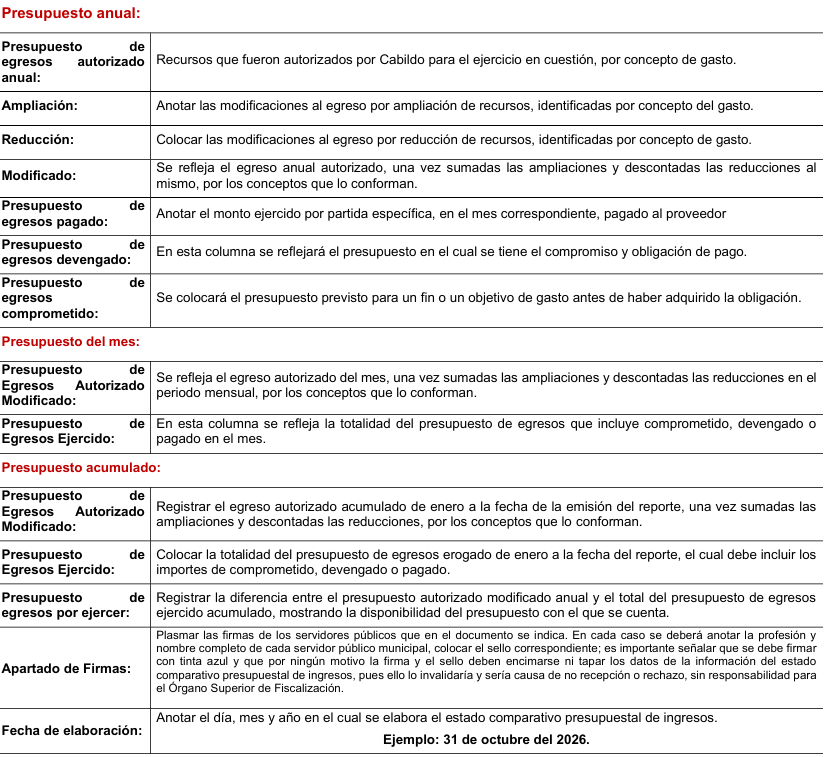 Presupuesto anual:
Presupuesto de
egresos autorizado
anual:
Recursos que fueron autorizados por Cabildo para el ejercicio en cuestión, por concepto de gasto.
Ampliación:
Anotar las modificaciones al egreso por ampliación de recursos, identificadas por concepto del gasto.
Reducción:
Colocar las modificaciones al egreso por reducción de recursos, identificadas por concepto de gasto.
Modificado:
Se refleja el egreso anual autorizado, una vez sumadas las ampliaciones y descontadas las reducciones al
mismo, por los conceptos que lo conforman.
Presupuesto de
egresos pagado:
Anotar el monto ejercido por partida específica, en el mes correspondiente, pagado al proveedor
Presupuesto de
egresos devengado:
En esta columna se reflejará el presupuesto en el cual se tiene el compromiso y obligación de pago.
Presupuesto de
egresos
comprometido:
Se colocará el presupuesto previsto para un fin o un objetivo de gasto antes de haber adquirido la obligación.
Presupuesto del mes:
Presupuesto de
Egresos Autorizado
Modificado:
Se refleja el egreso autorizado del mes, una vez sumadas las ampliaciones y descontadas las reducciones en el
periodo mensual, por los conceptos que lo conforman.
Presupuesto de
Egresos Ejercido:
En esta columna se refleja la totalidad del presupuesto de egresos que incluye comprometido, devengado o
pagado en el mes.
Presupuesto acumulado:
Presupuesto de
Egresos Autorizado
Modificado:
Registrar el egreso autorizado acumulado de enero a la fecha de la emisión del reporte, una vez sumadas las
ampliaciones y descontadas las reducciones, por los conceptos que lo conforman.
Presupuesto de
Egresos Ejercido:
Colocar la totalidad del presupuesto de egresos erogado de enero a la fecha del reporte, el cual debe incluir los
importes de comprometido, devengado o pagado.
Presupuesto de
egresos por ejercer:
Registrar la diferencia entre el presupuesto autorizado modificado anual y el total del presupuesto de egresos
ejercido acumulado, mostrando la disponibilidad del presupuesto con el que se cuenta.
Apartado de Firmas:
Plasmar las firmas de los servidores públicos que en el documento se indica. En cada caso se deberá anotar la profesión y
nombre completo de cada servidor público municipal, colocar el sello correspondiente; es importante señalar que se debe firmar
con tinta azul y que por ningún motivo la firma y el sello deben encimarse ni tapar los datos de la información del estado
comparativo presupuestal de ingresos, pues ello lo invalidaría y sería causa de no recepción o rechazo, sin responsabilidad para
el Órgano Superior de Fiscalización.
Fecha de elaboración:
Anotar el día, mes y año en el cual se elabora el estado comparativo presupuestal de ingresos.
Ejemplo: 31 de octubre del 2026.